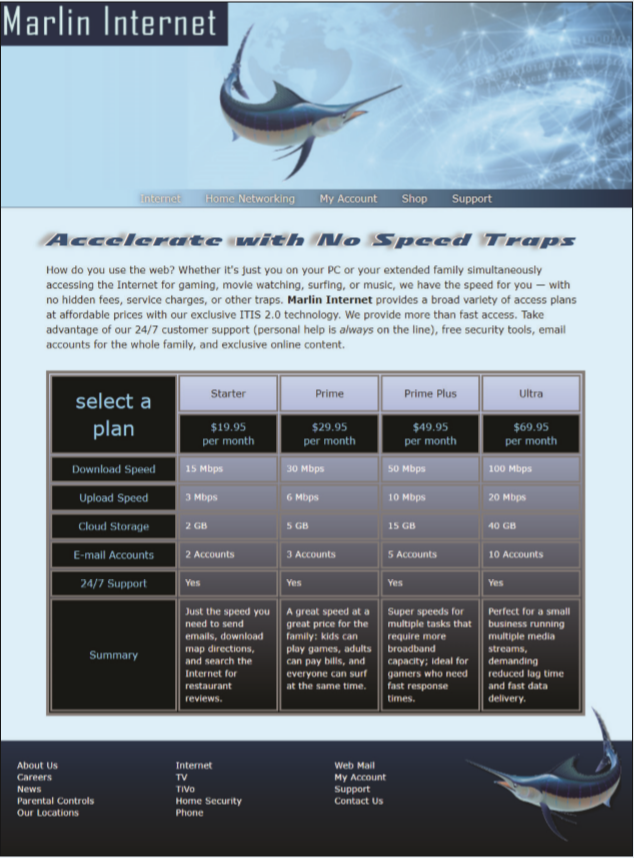 Marlin Internet
Internet Home Networking My Account Shop Support
Accelerate with No Speed Traps
How do you use the web? Whether it's just you on your PC or your extended family simultaneously
accessing the Internet for gaming, movie watching, surfing, or music, we have the speed for you — with
no hidden fees, service charges, or other traps. Marlin Internet provides a broad variety of access plans
at affordable prices with our exclusive ITIS 2.0 technology. We provide more than fast access. Take
advantage of our 24/7 customer support (personal help is always on the line), free security tools, email
accounts for the whole family, and exclusive online content.
select a
plan
Starter Prime Prime Plus Ultra
$19.95 $29.95 $49.95 $69.95
per month per month per month per month
Download Speed 15 Mbps 30 Mbps 50 Mbps 100 Mbps
Upload Speed 3 Mbps 6 Mbps 10 Mbps 20 Mbps
Cloud Storage 2 GB 5 GB 15 GB 40 GB
E-mail Accounts 2 Accounts 3 Accounts 5 Accounts 10 Accounts
24/7 Support Yes Yes Yes Yes
Summary
Just the speed you
need to send
emails, download
map directions,
and search the
Internet for
restaurant
reviews.
A great speed at a
great price for the
family: kids can
play games, adults
can pay bills, and
everyone can surf
at the same time.
Super speeds for
multiple tasks that
require more
broadband
capacity; ideal for
gamers who need
fast response
times.
Perfect for a small
business running
multiple media
streams,
demanding
reduced lag time
and fast data
delivery.
About Us
Careers
News
Parental Controls
Our Locations
Internet
TV
TiVo
Home Security
Phone
Web Mail
My Account
Support
Contact Us